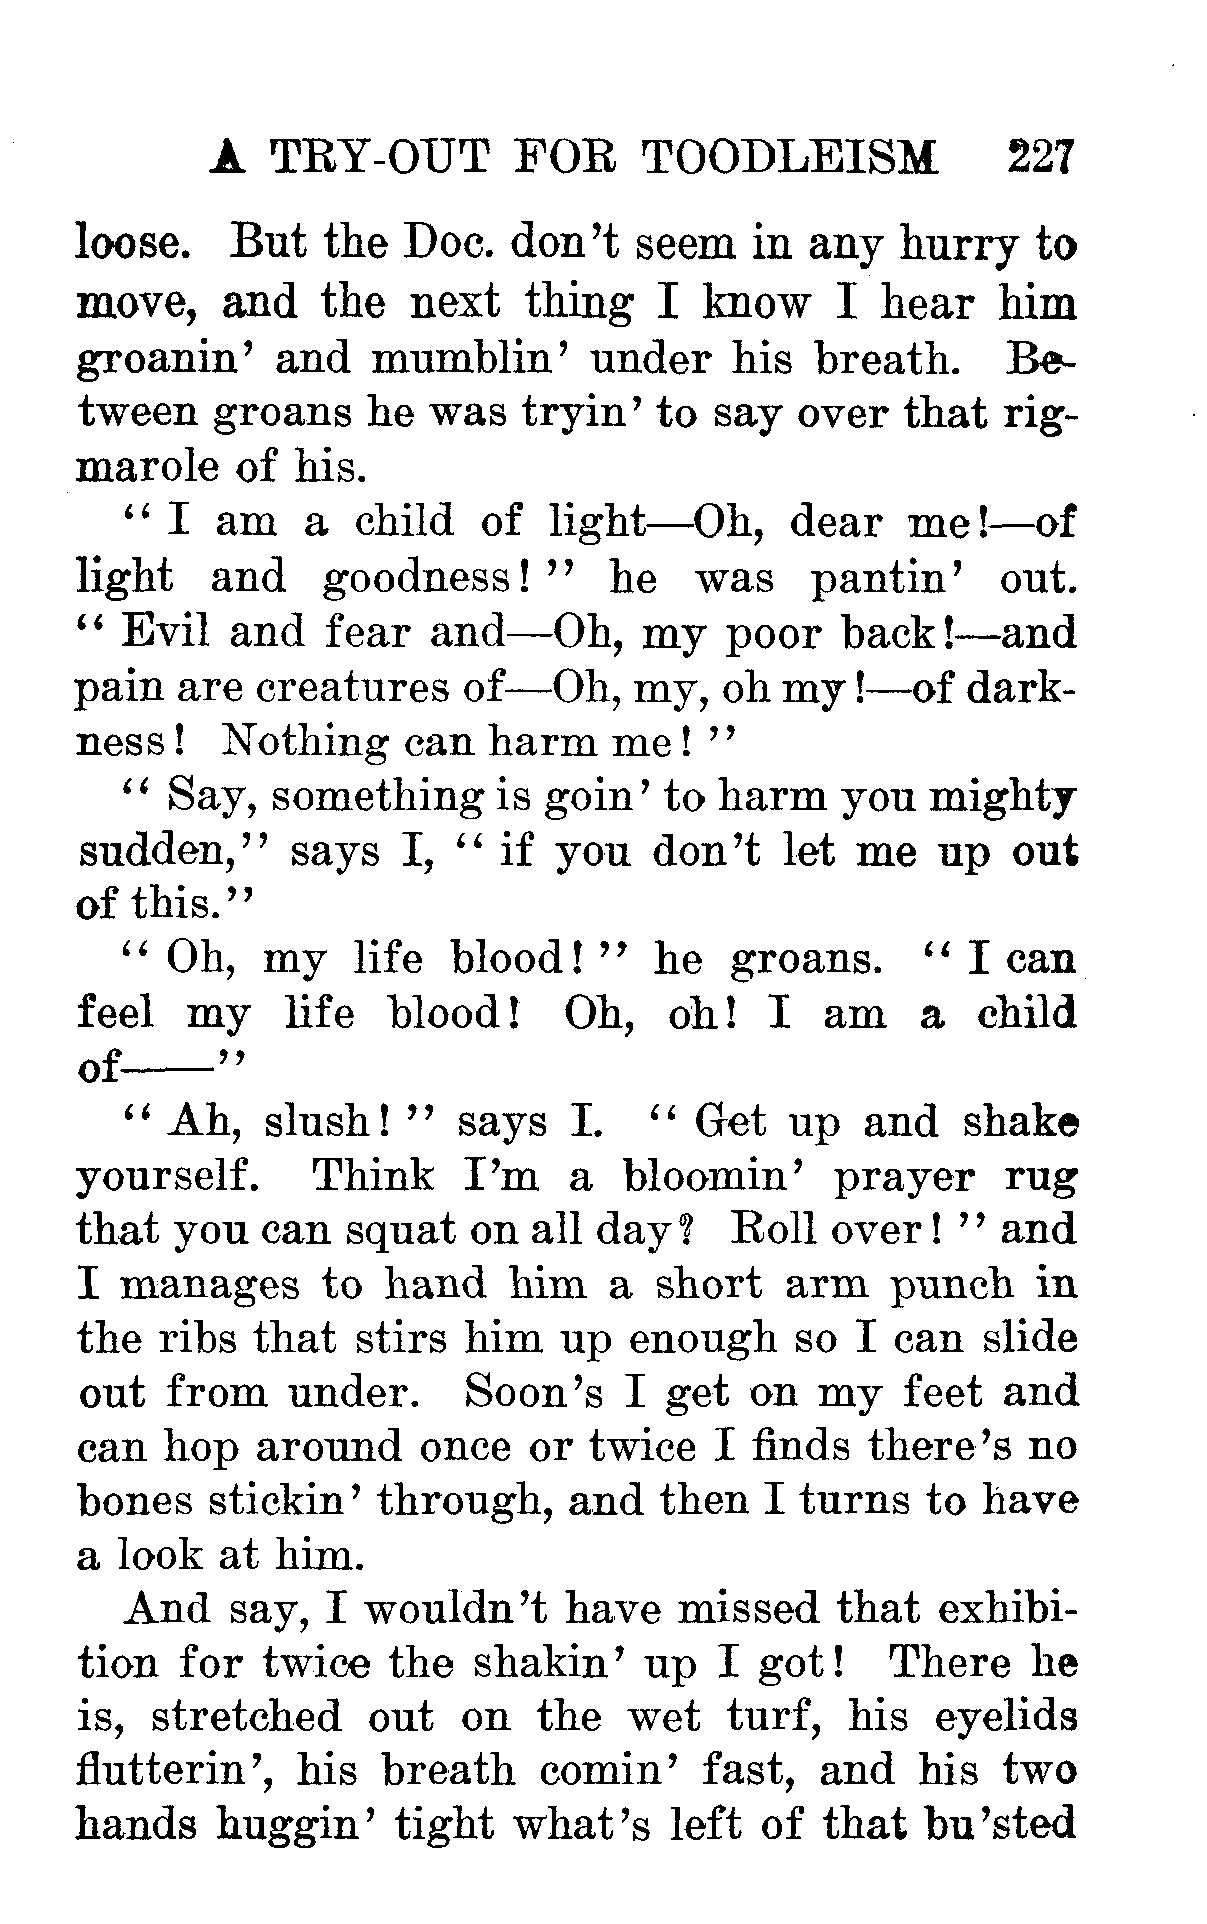 A TRY-OUT FOR TOODLEISM 227
loose. But the Doc. don't seem in any hurry to
move, and the next thing I know I hear him
groanin' and mumblin' under his breath. Be-
tween groans he was tryin' to say over that rig-
marole of his.
"I am a child of light—Oh, dear me!—of
light and goodness!" he was pantin' out.
"Evil and fear and—Oh, my poor back!—and
pain are creatures of—Oh, my, oh my!—of dark-
ness! Nothing can harm me!"
"Say, something is goin' to harm you mighty
sudden," says I, "if you don't let me up out
of this."
"Oh, my life blood!" he groans. "I can
feel my life blood! Oh, oh! I am a child
of——"
"Ah, slush!" says I. "Get up and shake
yourself. Think I'm a bloomin' prayer rug
that you can squat on all day? Roll over!" and
I manages to hand him a short arm punch in
the ribs that stirs him up enough so I can slide
out from under. Soon's I get on my feet and
can hop around once or twice I finds there's no
bones stickin' through, and then I turns to have
a look at him.
And say, I wouldn't have missed that exhibi-
tion for twice the shakin' up I got! There he
is, stretched out on the wet turf, his eyelids
flutterin', his breath comin' fast, and his two
hands huggin' tight what's left of that bu'sted